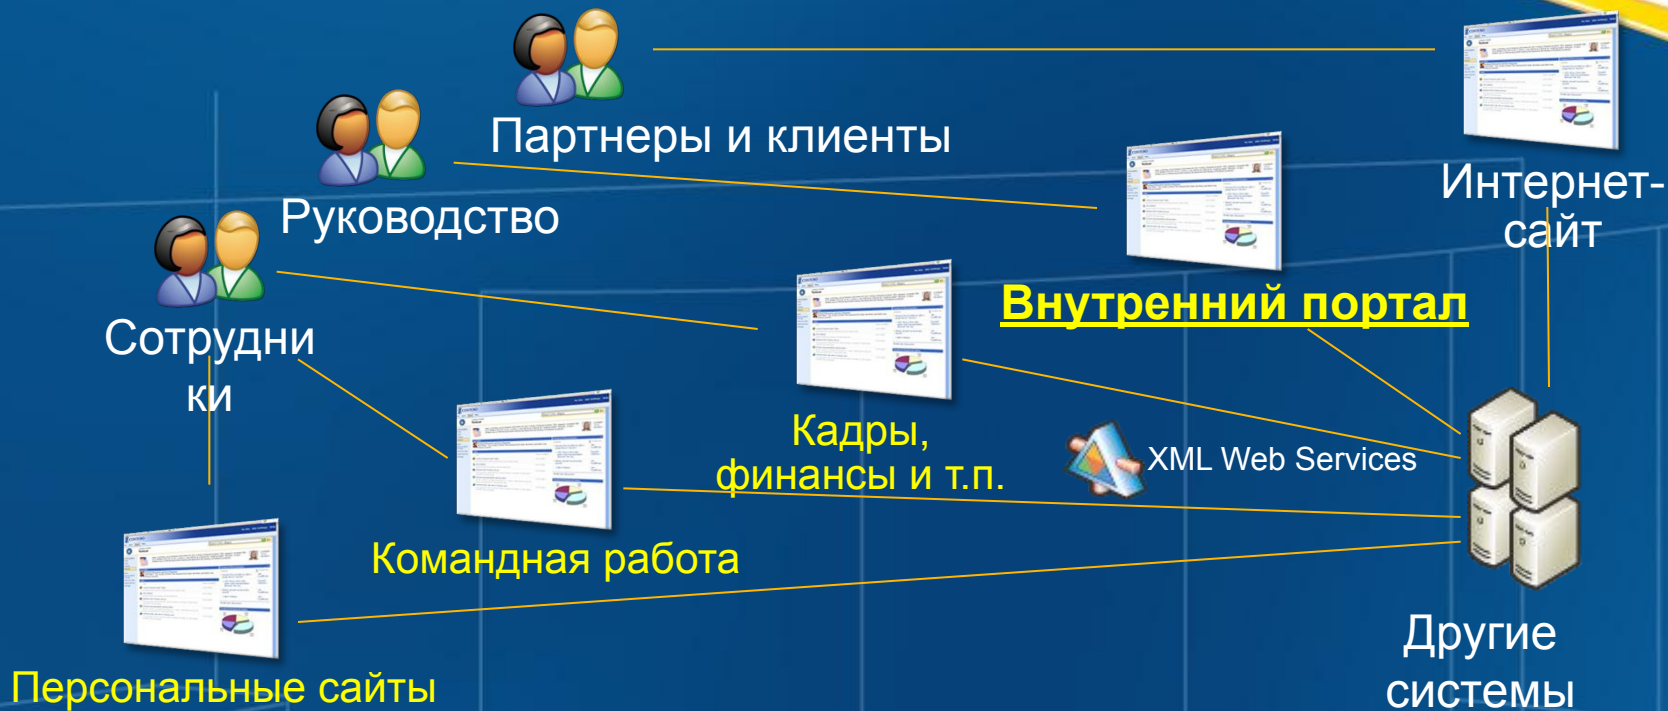 Партнеры и клиенты
Интернет-
сайт
Руководство
Внутренний портал
Сотрудни
ки
Кадры,
финансы и т.п.
XML Web Services
Командная работа
Другие
системы
Персональные сайты